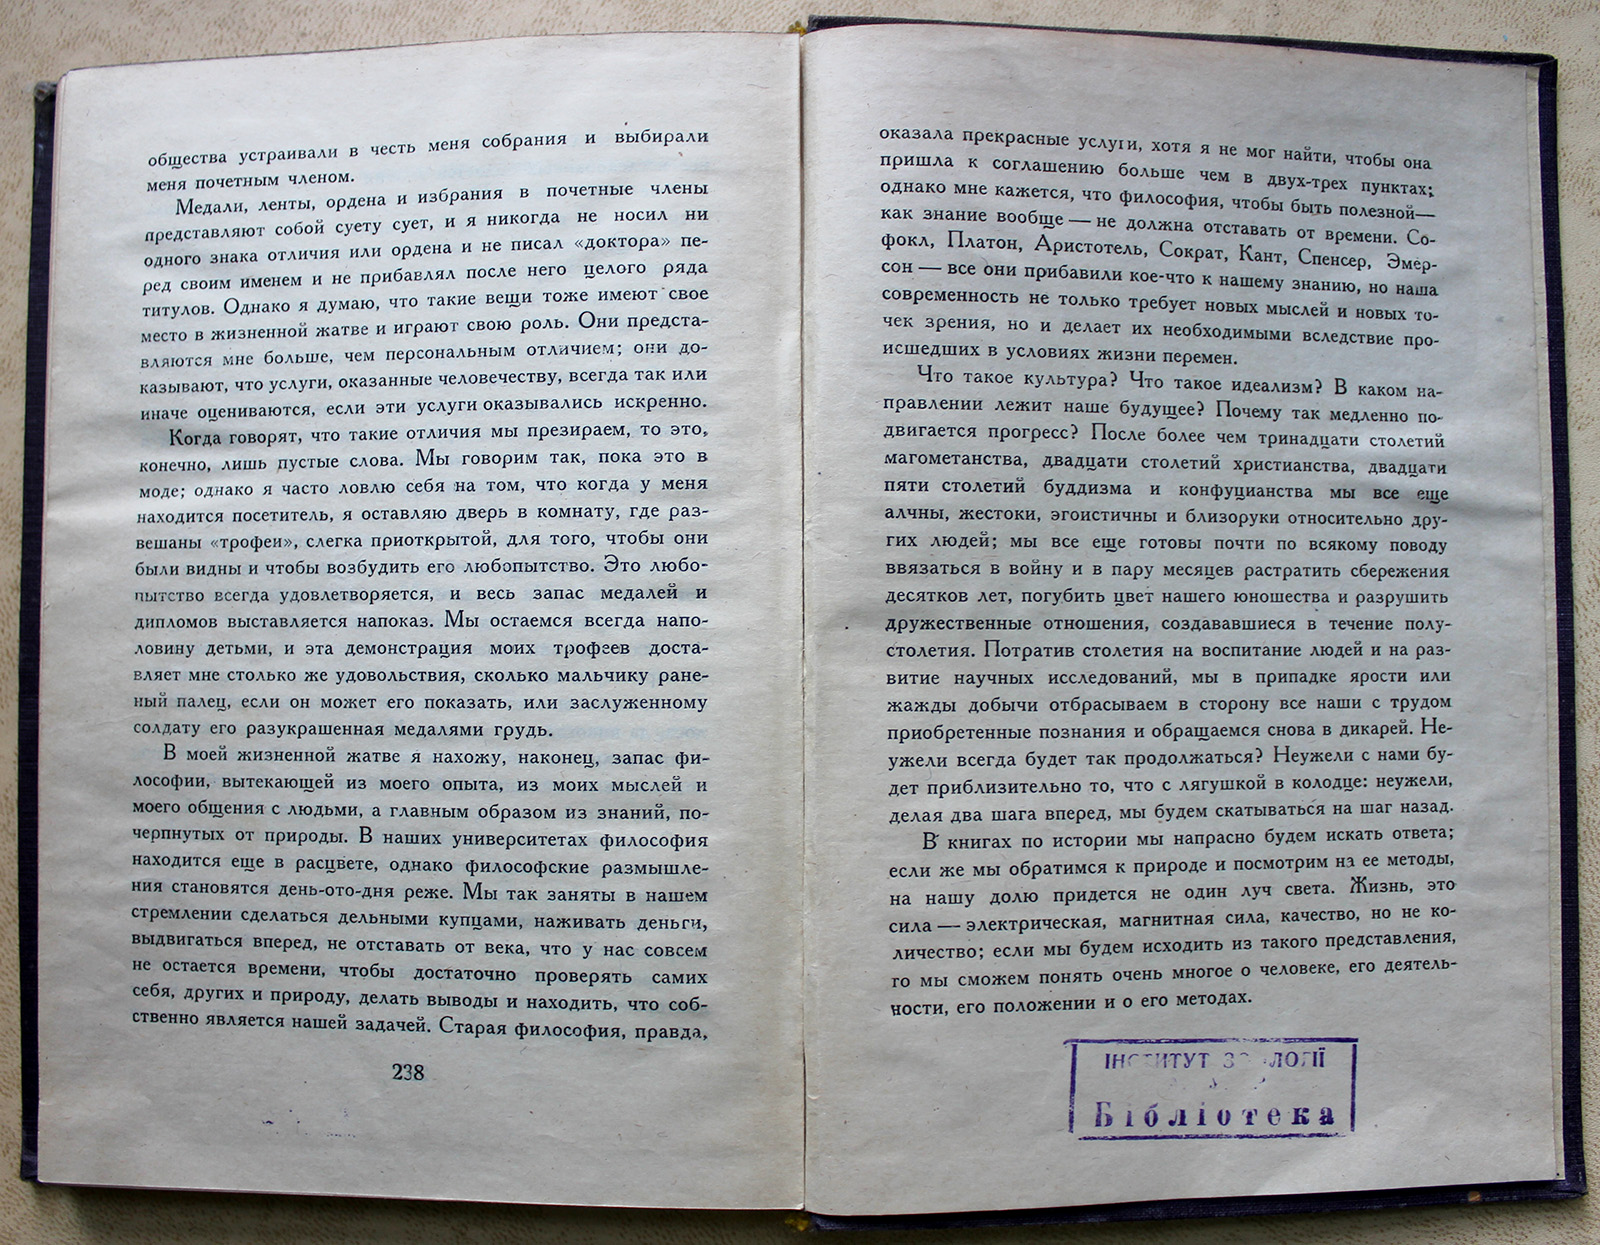 общества устраивали в честь меня собрания и выбирали
меня почетным членом.
Медали, ленты, ордена и избрания в почетные члены
представляют собой суету сует, и я никогда не носил ни
одного знака отличия или ордена и не писал «доктора» пе-
ред своим именем и не прибавлял после него целого ряда
титулов. Однако я думаю, что такие вещи тоже имеют свое
место в жизненной жатве и играют свою роль. Они предста-
вляются мне больше, чем персональным отличием; они до-
казывают, что услуги, оказанные человечеству, всегда так или
иначе оцениваются, если эти услуги оказывались искренно.
Когда говорят, что такие отличия мы презираем, то это,
конечно, лишь пустые слова. Мы говорим так, пока это в
моде; однако я часто ловлю себя на том, что когда у меня
находится посетитель, я оставляю дверь в комнату, где раз-
вешаны «трофеи», слегка приоткрытой, для того, чтобы они
были видны и чтобы возбудить его любопытство. Это любо-
пытство всегда удовлетворяется, и весь запас медалей и
дипломов выставляется напоказ. Мы остаемся всегда напо-
ловину детьми, и эта демонстрация моих трофеев доста-
вляет мне столько же удовольствия, сколько мальчику ране-
ный палец, если он может его показать, или заслуженному
солдату его разукрашенная медалями грудь.
В моей жизненной жатве я нахожу, наконец, запас фи-
лософии, вытекающей из моего опыта, из моих мыслей и
моего общения с людьми, а главным образом из знаний, по-
черпнутых от природы. В наших университетах философия
находится еще в расцвете, однако философские размышле-
ния становятся день-ото-дня реже. Мы так заняты в нашем
стремлении сделаться дельными купцами, наживать деньги,
выдвигаться вперед, не отставать от века, что у нас совсем
не остается времени, чтобы достаточно проверять самих
себя, других и природу, делать выводы и находить, что соб-
ственно является нашей задачей. Старая философия, правда,
238
оказала прекрасные услуги, хотя я не мог найти, чтобы она
пришла к соглашению больше чем в двух-трех пунктах;
однако мне кажется, что философия, чтобы быть полезной—
как знание вообще — не должна отставать от времени. Со-
фокл, Платон, Аристотель, Сократ, Кант, Спенсер, Эмер-
сон — все они прибавили кое-что к нашему знанию, но наша
современность не только требует новых мыслей и новых то-
чек зрения, но и делает их необходимыми вследствие про-
исшедших в условиях жизни перемен.
Что такое культура? Что такое идеализм? В каком на-
правлении лежит наше будущее? Почему так медленно по-
двигается прогресс? После более чем тринадцати столетий
магометанства, двадцати столетий христианства, двадцати
пяти столетий буддизма и конфуцианства мы все еще
алчны, жестоки, эгоистичны и близоруки относительно дру-
гих людей; мы все еще готовы почти по всякому поводу
ввязаться в войну и в пару месяцев растратить сбережения
десятков лет, погубить цвет нашего юношества и разрушить
дружественные отношения, создававшиеся в течение полу-
столетия. Потратив столетия на воспитание людей и на раз-
витие научных исследований, мы в припадке ярости или
жажды добычи отбрасываем в сторону все наши с трудом
приобретенные познания и обращаемся снова в дикарей. Не-
ужели всегда будет так продолжаться? Неужели с нами бу-
дет приблизительно то, что с лягушкой в колодце: неужели,
делая два шага вперед, мы будем скатываться на шаг назад.
В книгах по истории мы напрасно будем искать ответа;
если же мы обратимся к природе и посмотрим на ее методы,
на нашу долю придется не один луч света. Жизнь, это
сила — электрическая, магнитная сила, качество, но не ко-
личество; если мы будем исходить из такого представления,
то мы сможем понять очень многое о человеке, его деятель-
ности, его положении и о его методах.
ІНСТИТУТ ЗООЛОГІЇ
Бібліотека